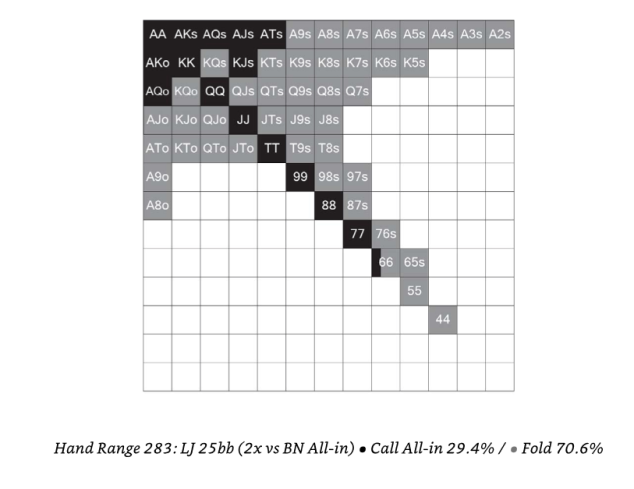 AA AKs AQs AJs ATs A9s A8s A7s A6s A5s A4s A3s A2s
AKo KK KQs KJs KTs K9s K8s K7s K6s K5s
AQo KQo QQ QJs QTs Q9s Q8s Q7s
AJo KJo QJo JJ JTs J9s J8s
ATo KTo QTo JTo TT T9s T8s
A9o 99 98s 97s
A8o 88 87s
77 76s
66 65s
55
44
Hand Range 283: LJ 25bb (2x vs BN All-in) • Call All-in 29.4% / • Fold 70.6%